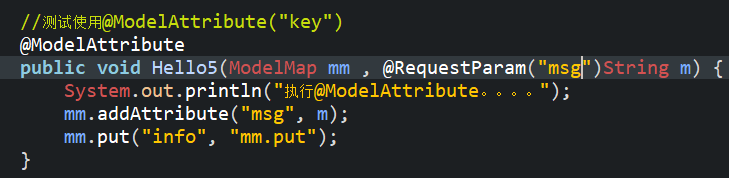 //测试使用@ModelAttribute("key")
@ModelAttribute
public void Hello5(ModelMap mm , @RequestParam("msg")String m) {
System.out.println("执行@ModelAttribute。。。。");
mm.addAttribute("msg", m);
mm.put("info", "mm.put");
}